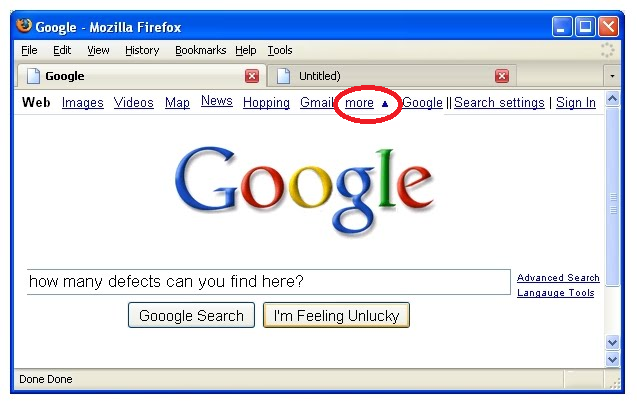 Google - Mozilla Firefox
File Edit View History Bookmarks Help Tools
Google Untitled)
Web Images Videos Map News Hopping Gmail more ▲ Google || Search settings | Sign In
Google
how many defects can you find here?
Advanced Search
Langauge Tools
Gooogle Search I'm Feeling Unlucky
Done Done